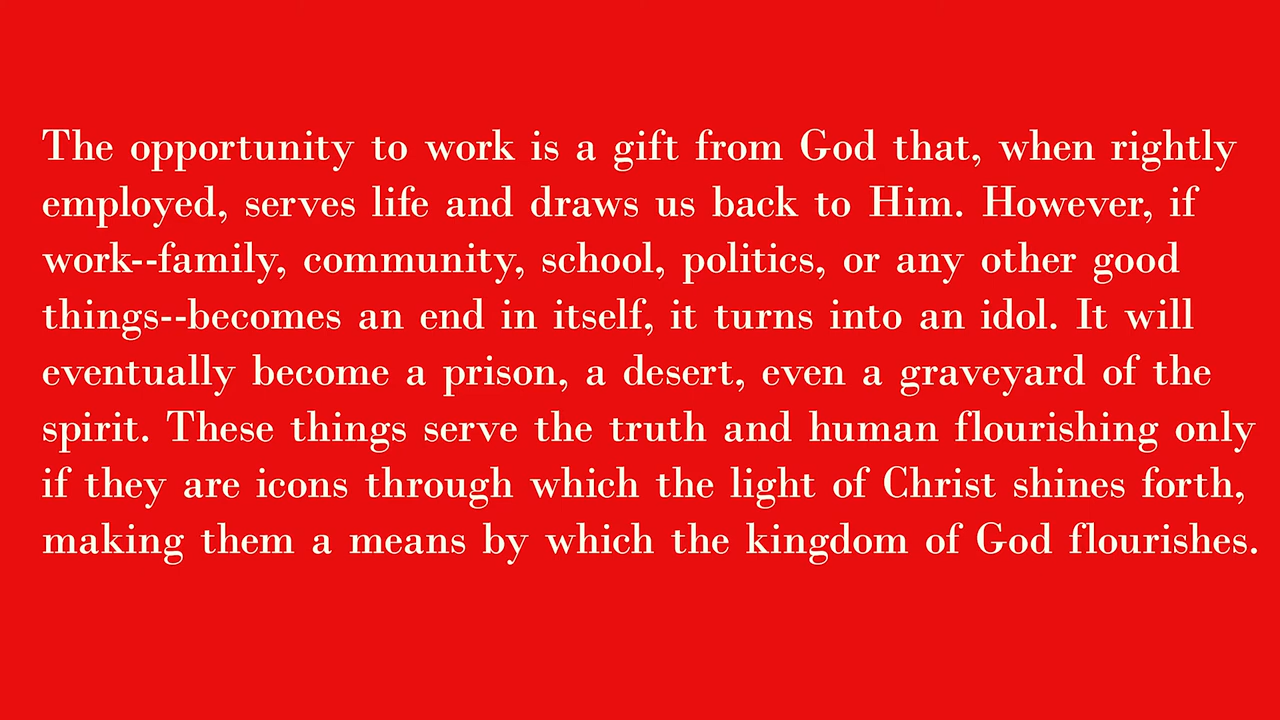 The opportunity to work is a gift from God that, when rightly
employed, serves life and draws us back to Him. However, if
work--family, community, school, politics, or any other good
things--becomes an end in itself, it turns into an idol. It will
eventually become a prison, a desert, even a graveyard of the
spirit. These things serve the truth and human flourishing only
if they are icons through which the light of Christ shines forth,
making them a means by which the kingdom of God flourishes.